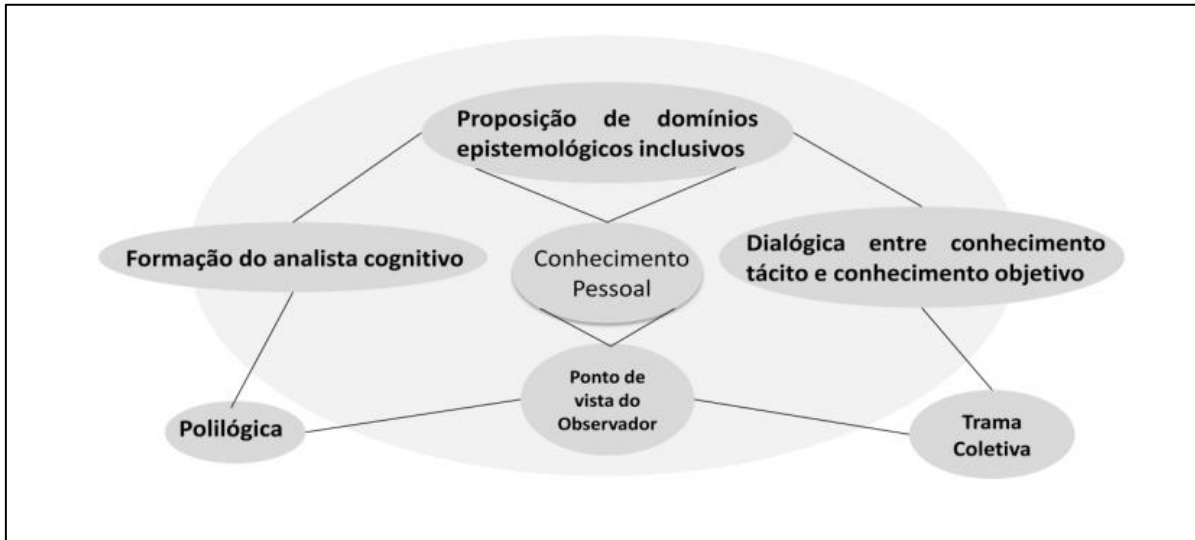 Proposição de domínios
epistemológicos inclusivos
Formação do analista cognitivo
Conhecimento
Pessoal
Dialógica entre conhecimento
tácito e conhecimento objetivo
Polilógica
Ponto de
vista do
Observador
Trama
Coletiva